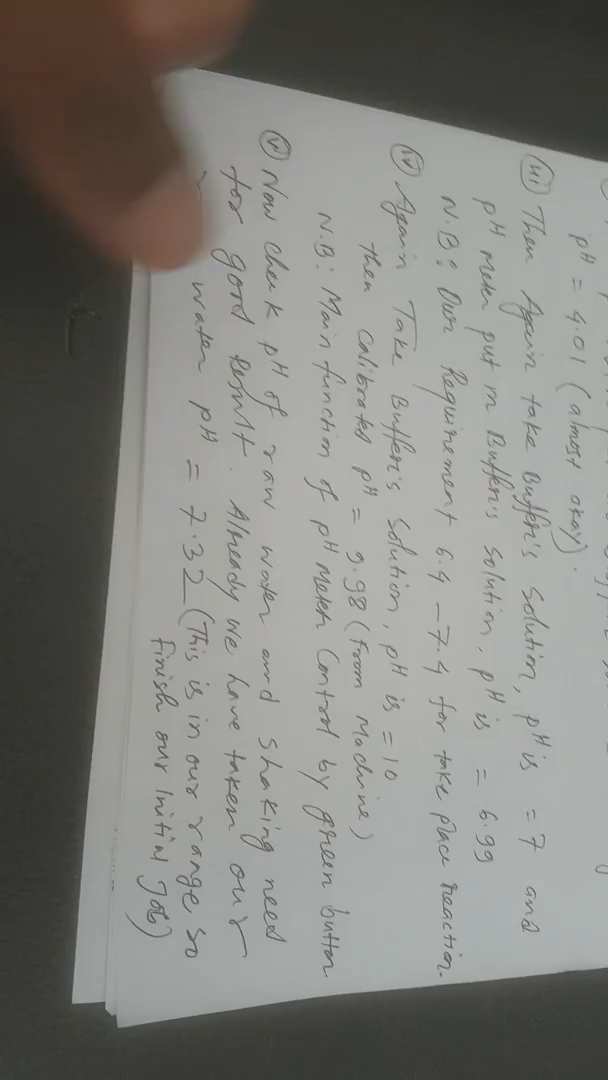 pH = 4.01 (almost okay).
(iii) Then Again take Buffer's solution, pH is = 7 and
pH meter put in Buffer's solution, pH is = 6.99
N.B: Our Requirement 6.4 - 7.4 for take place reaction.
(iv) Again Take Buffer's solution, pH is = 10
then calibrated pH = 9.98 (from machine)
N.B: Main function of pH meter control by green button.
(v) Now check pH of raw water and shaking need
for good result. Already we have taken our
water pH = 7.32 (This is in our range so
finish our initial Job)